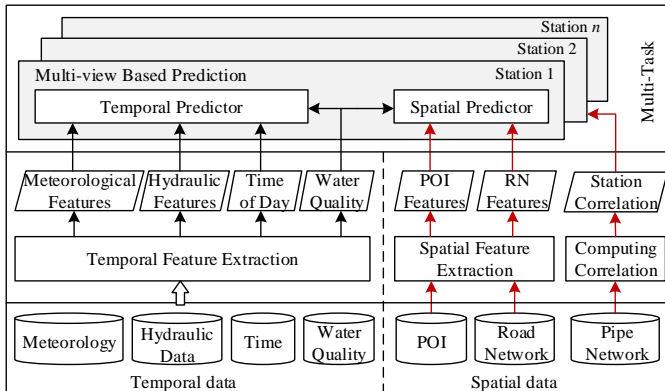 Station n
Station 2
Station 1
Multi-Task
Multi-view Based Prediction
Temporal Predictor
Spatial Predictor
Meteorological
Features
Hydraulic
Features
Time
of Day
Water
Quality
POI
Features
RN
Features
Station
Correlation
Temporal Feature Extraction
Spatial Feature
Extraction
Computing
Correlation
Meteorology
Hydraulic
Data
Time
Water
Quality
POI
Road
Network
Pipe
Network
Temporal data
Spatial data